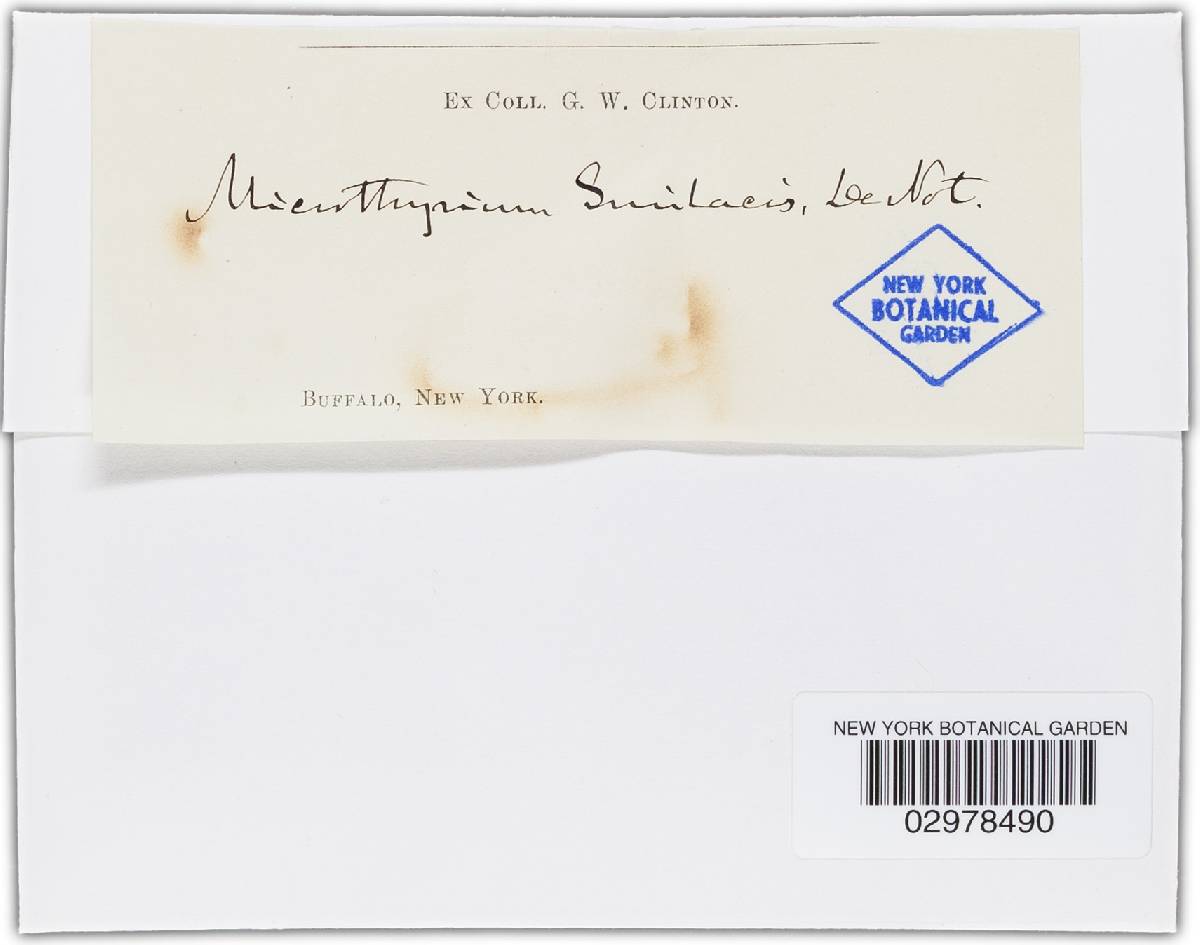 Ex Coll. G. W. Clinton.
Microthyrium Smilacis, De Not.
NEW YORK
BOTANICAL
GARDEN
Buffalo, New York.
NEW YORK BOTANICAL GARDEN
02978490